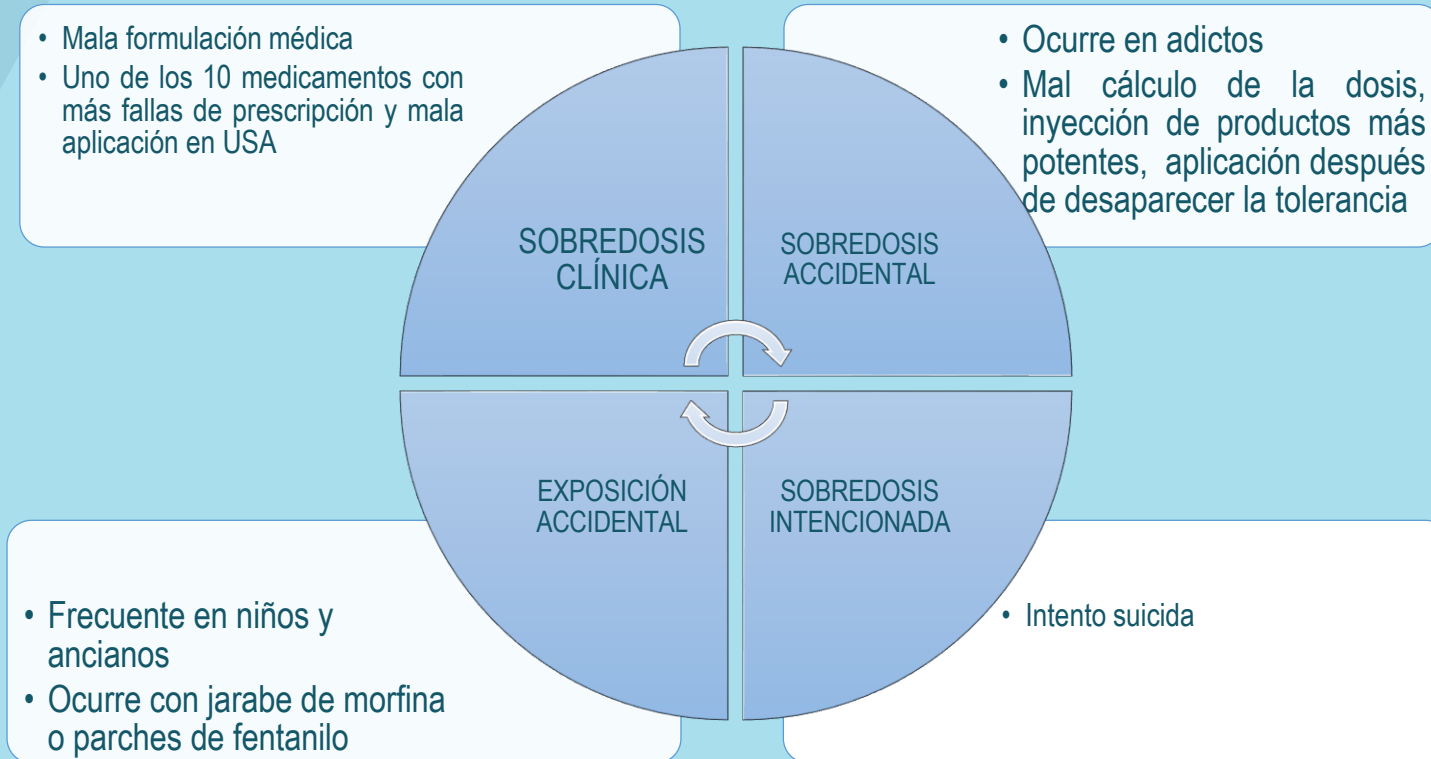 • Mala formulación médica
• Uno de los 10 medicamentos con
más fallas de prescripción y mala
aplicación en USA
• Ocurre en adictos
• Mal cálculo de la dosis,
inyección de productos más
potentes, aplicación después
de desaparecer la tolerancia
SOBREDOSIS
CLÍNICA
SOBREDOSIS
ACCIDENTAL
EXPOSICIÓN
ACCIDENTAL
SOBREDOSIS
INTENCIONADA
• Frecuente en niños y
ancianos
• Ocurre con jarabe de morfina
o parches de fentanilo
• Intento suicida